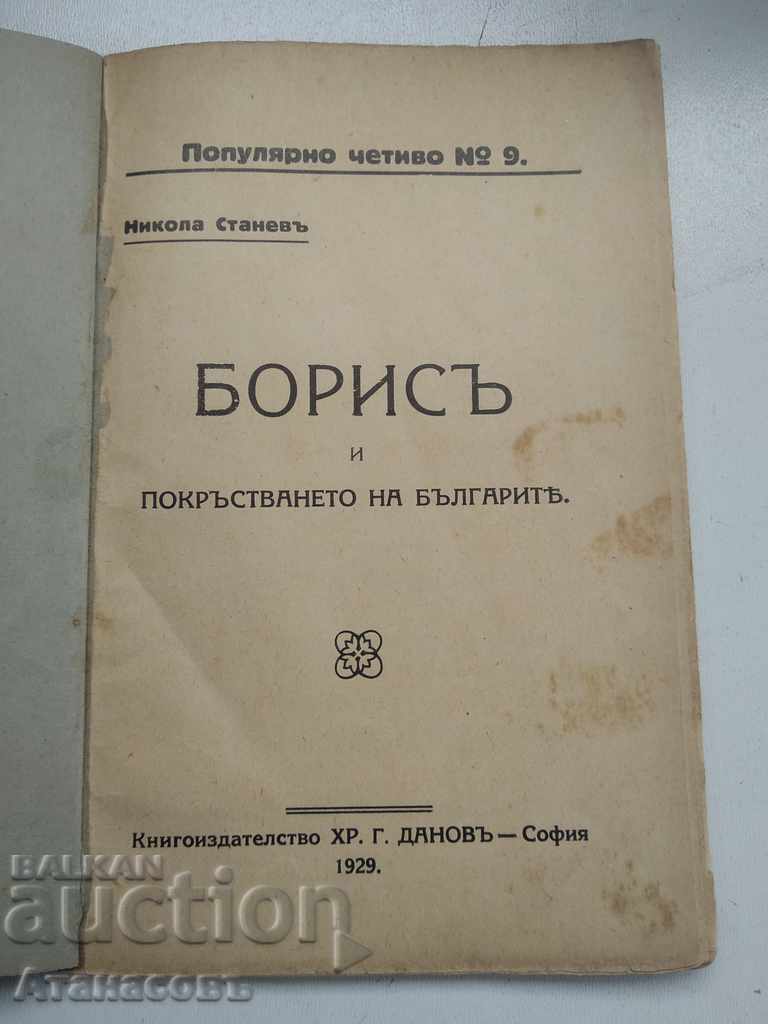 Популярно четиво № 9.
Никола Станевъ
БОРИСЪ
и
ПОКРЪСТВАНЕТО НА БЪЛГАРИТѢ.
Книгоиздателство ХР. Г. ДАНОВЪ — София
1929.
BALKAN
auction
Атанасовъ